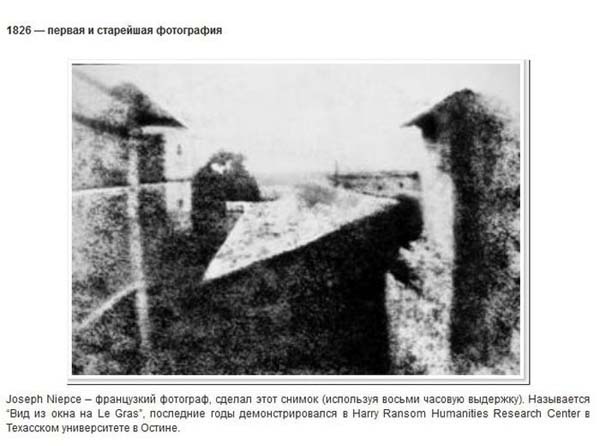 1826 — первая и старейшая фотография
Joseph Niepce – французкий фотограф, сделал этот снимок (используя восьми часовую выдержку). Называется
“Вид из окна на Le Gras”, последние годы демонстрировался в Harry Ransom Humanities Research Center в
Техасском университете в Остине.